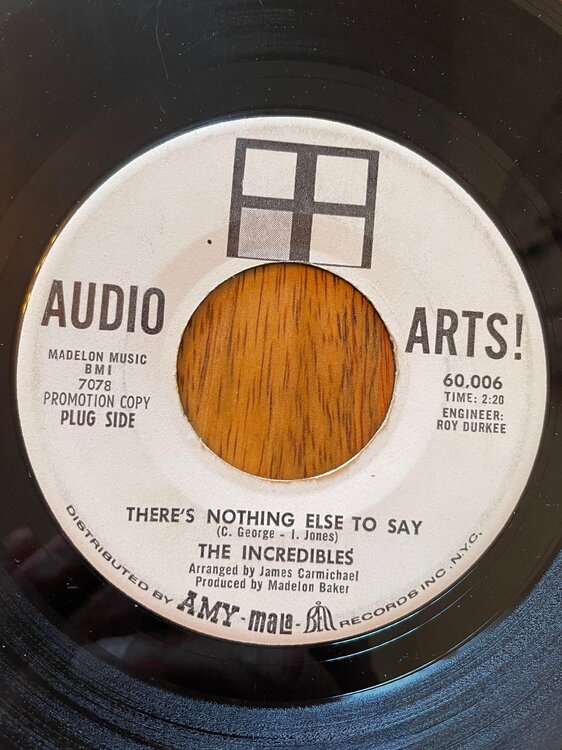 AUDIO
ARTS!
MADELON MUSIC
BMI
7078
PROMOTION COPY
PLUG SIDE
60.006
TIME: 2:20
ENGINEER:
ROY DURKEE
THERE'S NOTHING ELSE TO SAY
(C. George - I. Jones)
THE INCREDIBLES
Arranged by James Carmichael
Produced by Madelon Baker
DISTRIBUTED BY AMY-mala-Bell RECORDS INC. N.Y.C.